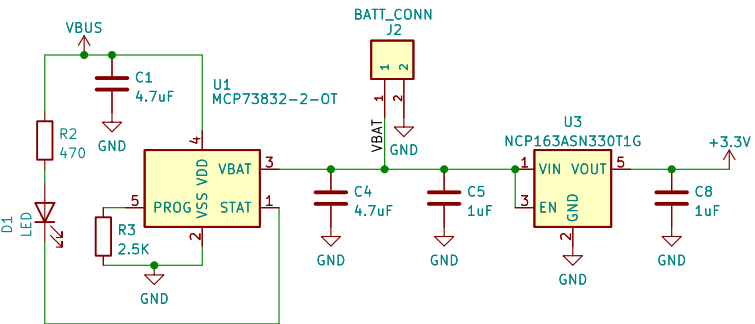 BATT_CONN
J2
1
2
1
2
VBAT
GND
VBUS
C1
4.7uF
GND
U1
MCP73832-2-OT
4
VDD
VBAT
3
PROG
5
VSS
STAT
1
2
R2
470
D1
LED
R3
2.5K
GND
C4
4.7uF
GND
C5
1uF
GND
U3
NCP163ASN330T1G
1
VIN
VOUT
5
3
EN
GND
2
GND
+3.3V
C8
1uF
GND